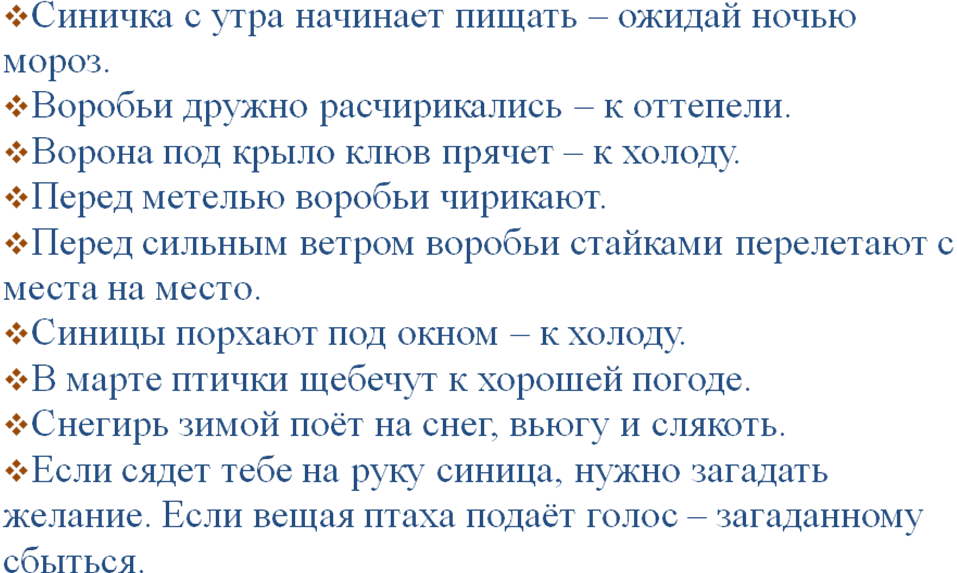 ❖Синичка с утра начинает пищать – ожидай ночью
мороз.
❖Воробьи дружно расчирикались – к оттепели.
❖Ворона под крыло клюв прячет – к холоду.
❖Перед метелью воробьи чирикают.
❖Перед сильным ветром воробьи стайками перелетают с
места на место.
❖Синицы порхают под окном – к холоду.
❖В марте птички щебечут к хорошей погоде.
❖Снегирь зимой поёт на снег, вьюгу и слякоть.
❖Если сядет тебе на руку синица, нужно загадать
желание. Если вещая птаха подаёт голос – загаданному
сбыться.